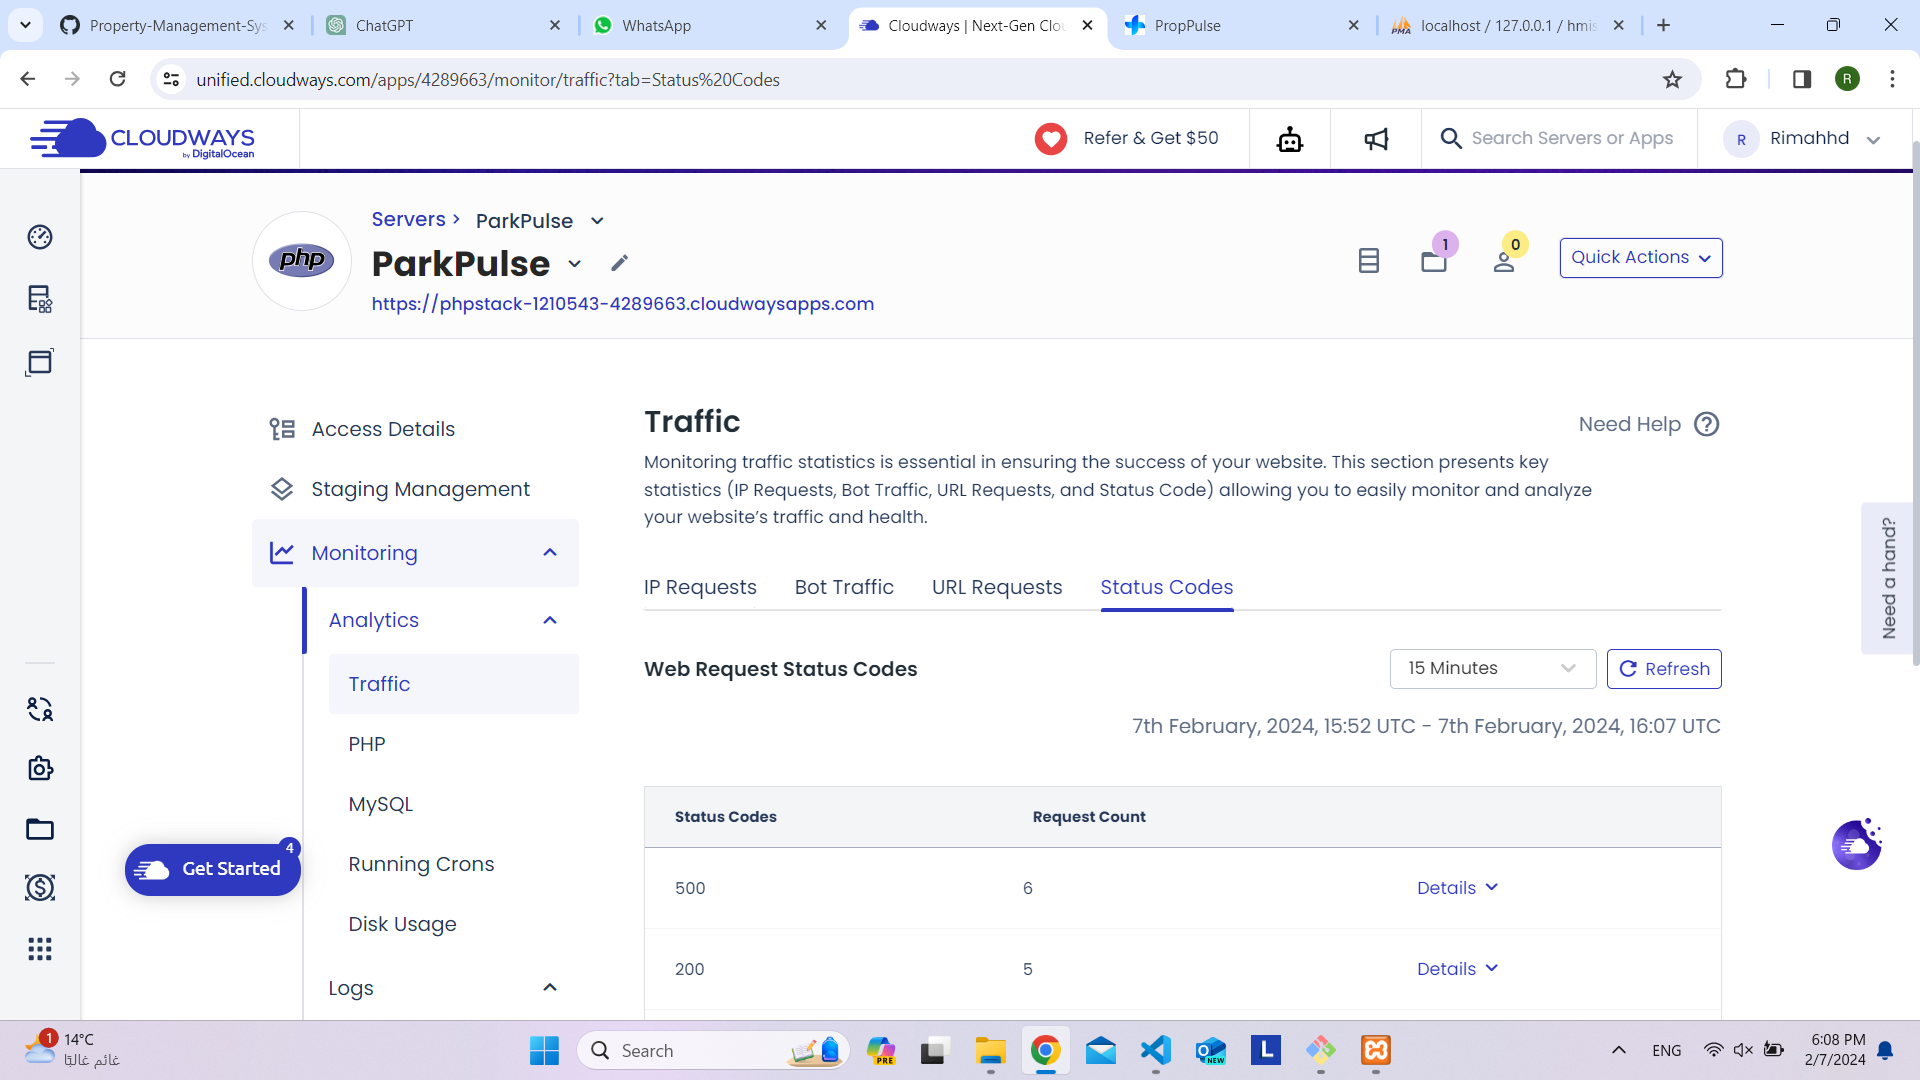 Property-Management-Sys
ChatGPT
WhatsApp
Cloudways | Next-Gen Clou
PropPulse
PMA
localhost / 127.0.0.1 / hmis
unified.cloudways.com/apps/4289663/monitor/traffic?tab=Status%20Codes
R
CLOUDWAYS
by DigitalOcean
Refer & Get $50
Search Servers or Apps
R
Rimahhd
php
Servers >
ParkPulse
ParkPulse
https://phpstack-1210543-4289663.cloudwaysapps.com
1
0
Quick Actions
Access Details
Staging Management
Monitoring
Analytics
Traffic
PHP
MySQL
Running Crons
Disk Usage
Logs
Get Started
4
Traffic
Need Help
Monitoring traffic statistics is essential in ensuring the success of your website. This section presents key
statistics (IP Requests, Bot Traffic, URL Requests, and Status Code) allowing you to easily monitor and analyze
your website’s traffic and health.
IP Requests
Bot Traffic
URL Requests
Status Codes
Web Request Status Codes
15 Minutes
Refresh
7th February, 2024, 15:52 UTC - 7th February, 2024, 16:07 UTC
Status Codes
Request Count
500
6
Details
200
5
Details
Need a hand?
1
14°C
غائم غالبًا
Search
PRE
NEW
L
ENG
6:08 PM
2/7/2024